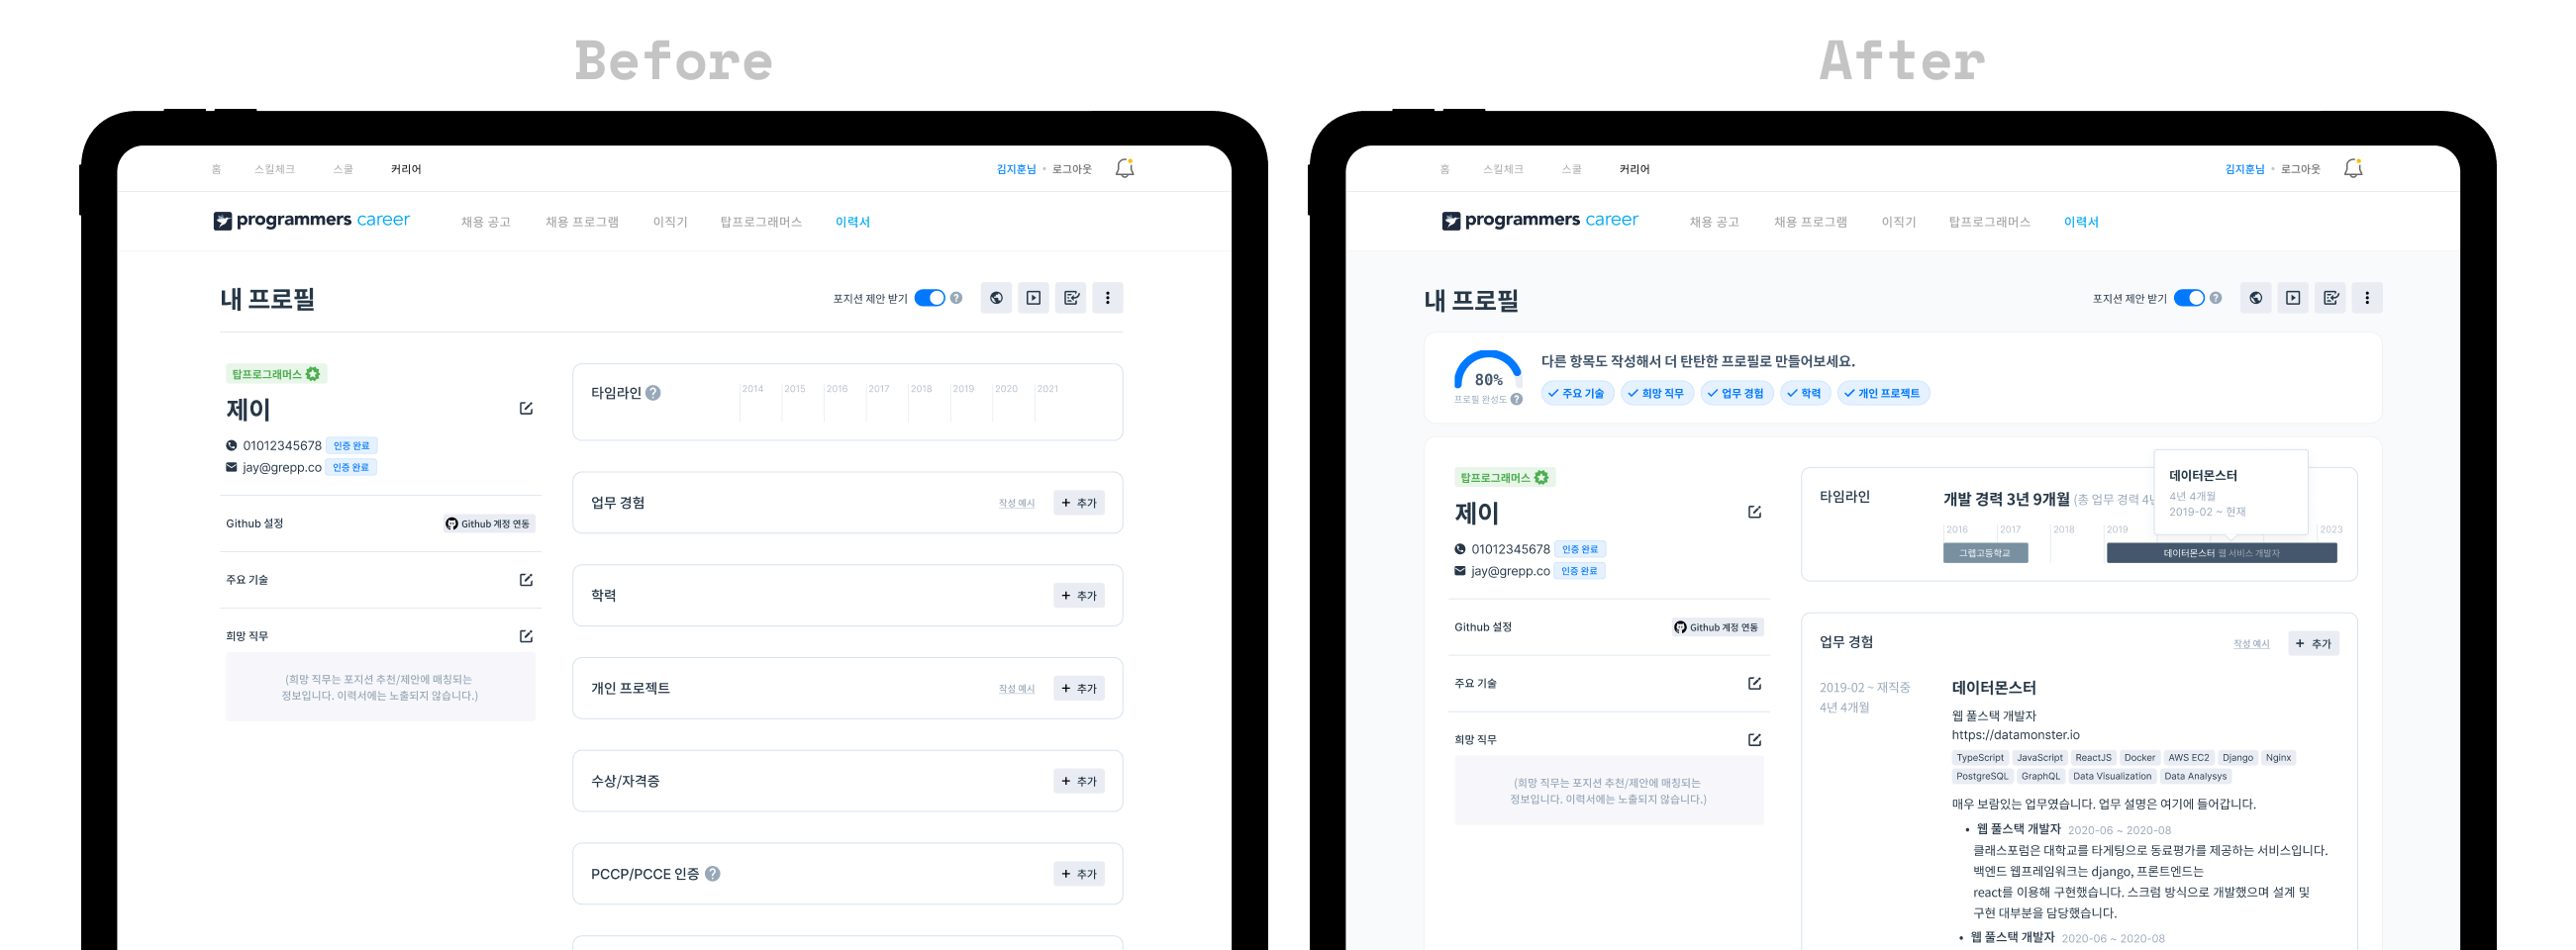 Before
홈 스킬체크 스쿨 커리어 김지훈님 • 로그아웃
programmers career 채용 공고 채용 프로그램 이직기 탑프로그래머스 이력서
내 프로필 포지션 제안 받기 ?
탑프로그래머스
제이
01012345678 인증 완료
jay@grepp.co 인증 완료
Github 설정 Github 계정 연동
주요 기술
희망 직무
(희망 직무는 포지션 추천/제안에 매칭되는
정보입니다. 이력서에는 노출되지 않습니다.)
타임라인 ? 2014 2015 2016 2017 2018 2019 2020 2021
업무 경험 작성 예시 + 추가
학력 + 추가
개인 프로젝트 작성 예시 + 추가
수상/자격증 + 추가
PCCP/PCCE 인증 ? + 추가
After
홈 스킬체크 스쿨 커리어 김지훈님 • 로그아웃
programmers career 채용 공고 채용 프로그램 이직기 탑프로그래머스 이력서
내 프로필 포지션 제안 받기 ?
80%
프로필 완성도 ?
다른 항목도 작성해서 더 탄탄한 프로필로 만들어보세요.
주요 기술 희망 직무 업무 경험 학력 개인 프로젝트
탑프로그래머스
제이
01012345678 인증 완료
jay@grepp.co 인증 완료
Github 설정 Github 계정 연동
주요 기술
희망 직무
(희망 직무는 포지션 추천/제안에 매칭되는
정보입니다. 이력서에는 노출되지 않습니다.)
타임라인 개발 경력 3년 9개월 (총 업무 경력 4년
데이터몬스터
4년 4개월
2019-02 ~ 현재
2016 2017 2018 2019 2023
그렙고등학교 데이터몬스터 웹 서비스 개발자
업무 경험 작성 예시 + 추가
2019-02 ~ 재직중
4년 4개월
데이터몬스터
웹 풀스택 개발자
https://datamonster.io
TypeScript JavaScript ReactJS Docker AWS EC2 Django Nginx
PostgreSQL GraphQL Data Visualization Data Analysys
매우 보람있는 업무였습니다. 업무 설명은 여기에 들어갑니다.
• 웹 풀스택 개발자 2020-06 ~ 2020-08
클래스포럼은 대학교를 타게팅으로 동료평가를 제공하는 서비스입니다.
백엔드 웹프레임워크는 django, 프론트엔드는
react를 이용해 구현했습니다. 스크럼 방식으로 개발했으며 설계 및
구현 대부분을 담당했습니다.
• 웹 풀스택 개발자 2020-06 ~ 2020-08